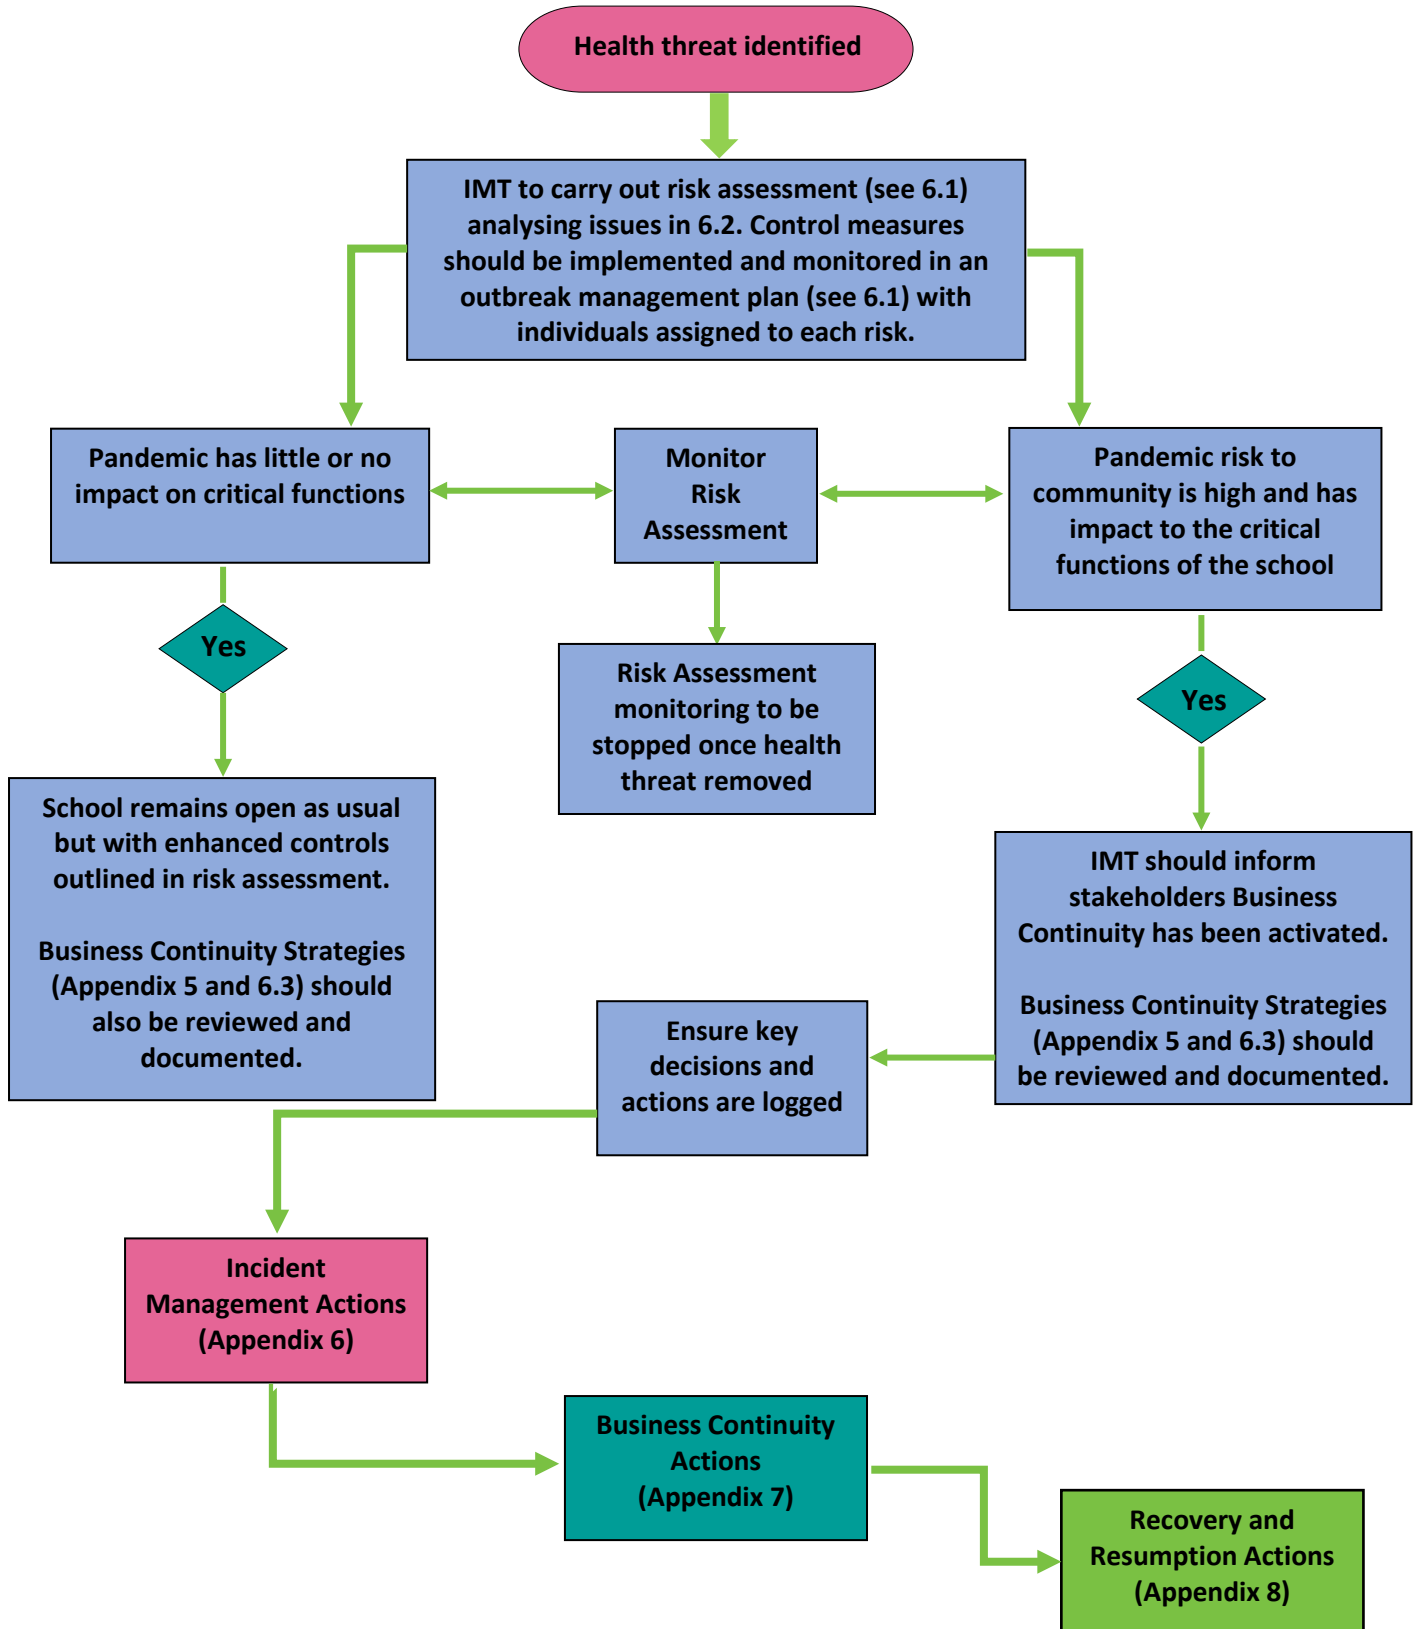 Health threat identified
IMT to carry out risk assessment (see 6.1)
analysing issues in 6.2. Control measures
should be implemented and monitored in an
outbreak management plan (see 6.1) with
individuals assigned to each risk.
Pandemic has little or no
impact on critical functions
Monitor
Risk
Assessment
Pandemic risk to
community is high and has
impact to the critical
functions of the school
Yes
Risk Assessment
monitoring to be
stopped once health
threat removed
Yes
School remains open as usual
but with enhanced controls
outlined in risk assessment.
Business Continuity Strategies
(Appendix 5 and 6.3) should
also be reviewed and
documented.
IMT should inform
stakeholders Business
Continuity has been activated.
Business Continuity Strategies
(Appendix 5 and 6.3) should
be reviewed and documented.
Ensure key
decisions and
actions are logged
Incident
Management Actions
(Appendix 6)
Business Continuity
Actions
(Appendix 7)
Recovery and
Resumption Actions
(Appendix 8)